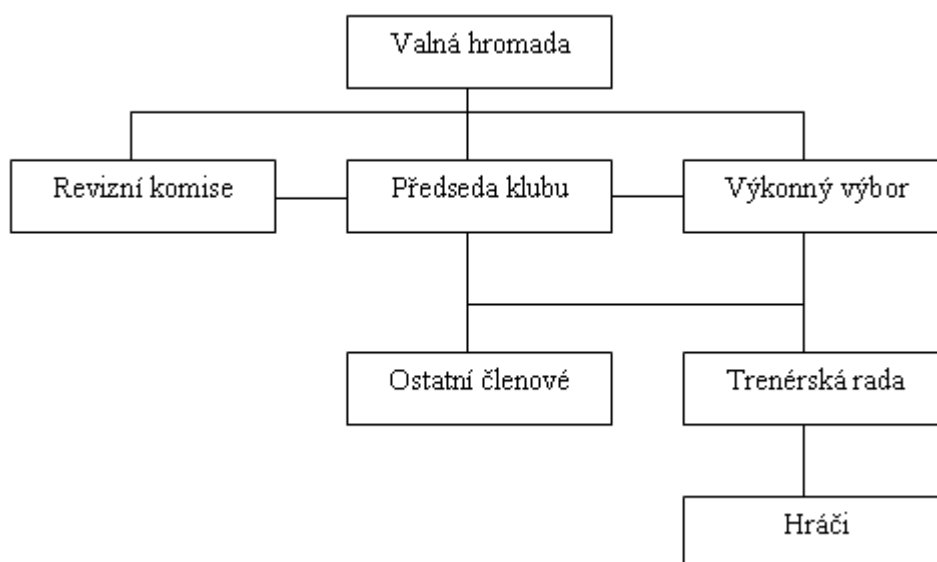 Valná hromada
Revizní komise
Předseda klubu
Výkonný výbor
Ostatní členové
Trenérská rada
Hráči